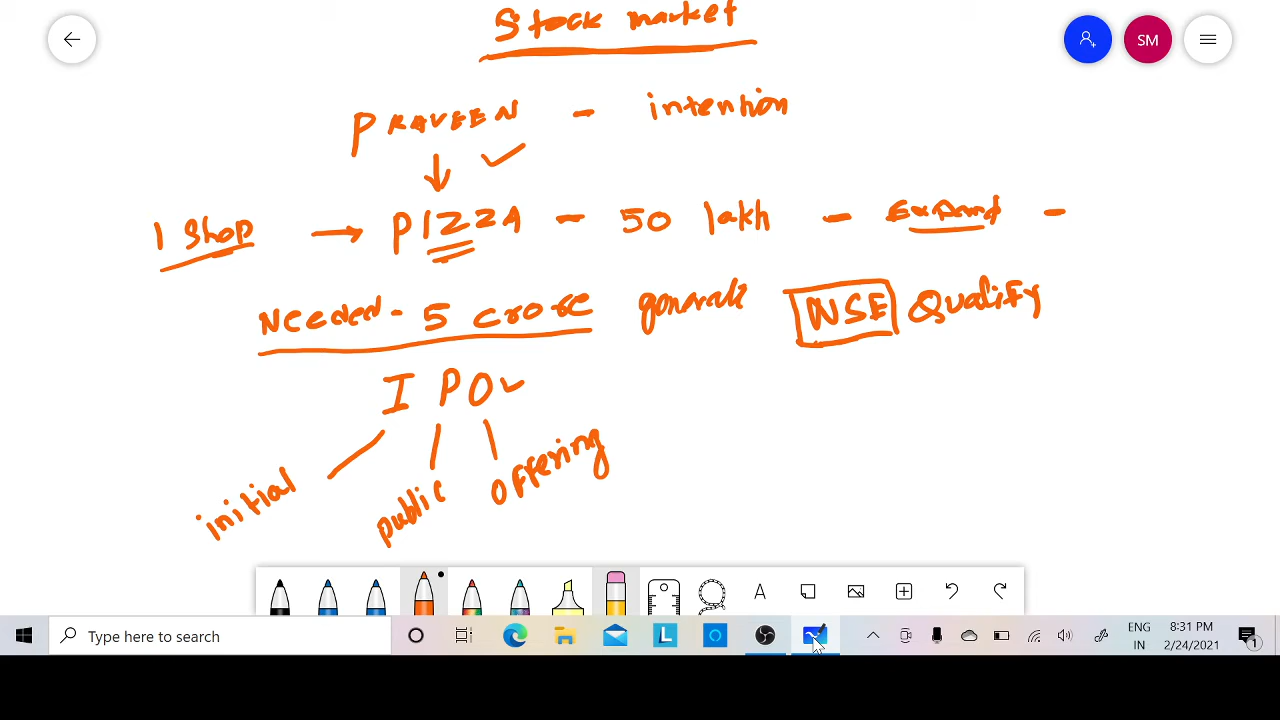 Stock market
SM
PRAVEEN - intention
1 Shop → PIZZA - 50 lakh - Expand -
Needed - 5 crore generate NSE Qualify
I P O
initial public offering
A
Type here to search
L
ENG
IN
8:31 PM
2/24/2021
1